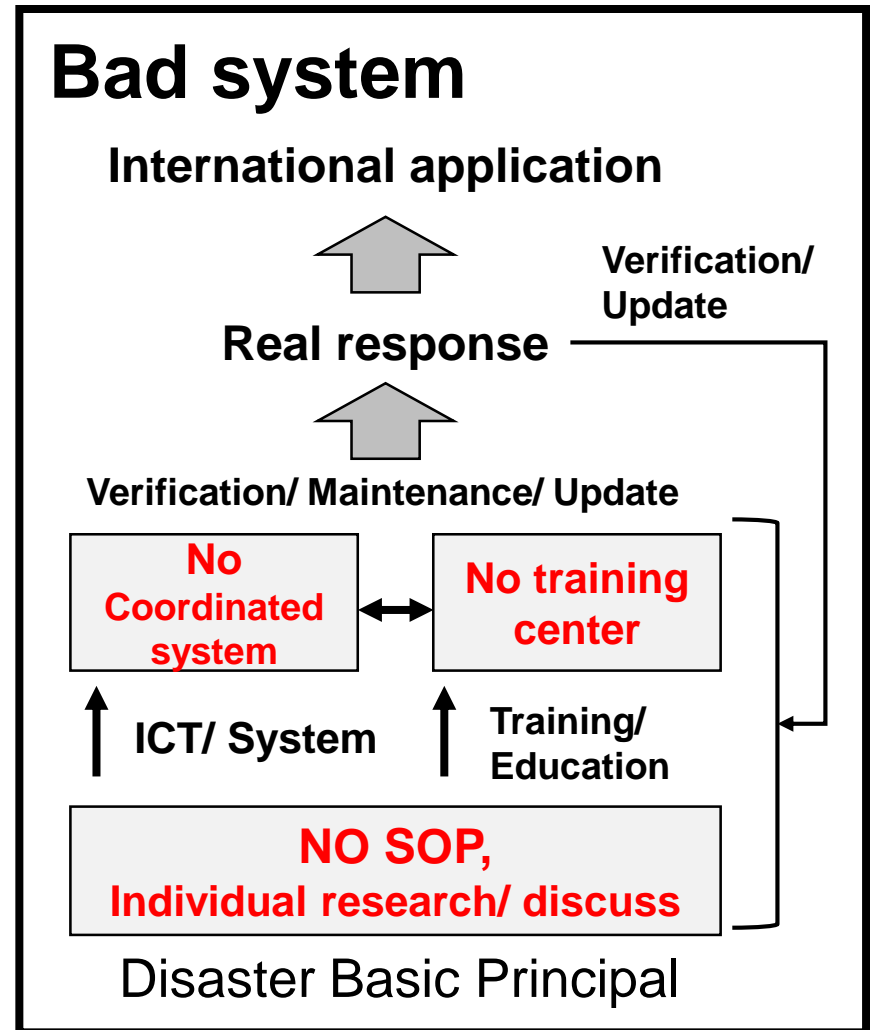 Bad system
International application
Verification/
Update
Real response
Verification/ Maintenance/ Update
No
Coordinated
system
No training
center
ICT/ System
Training/
Education
NO SOP,
Individual research/ discuss
Disaster Basic Principal